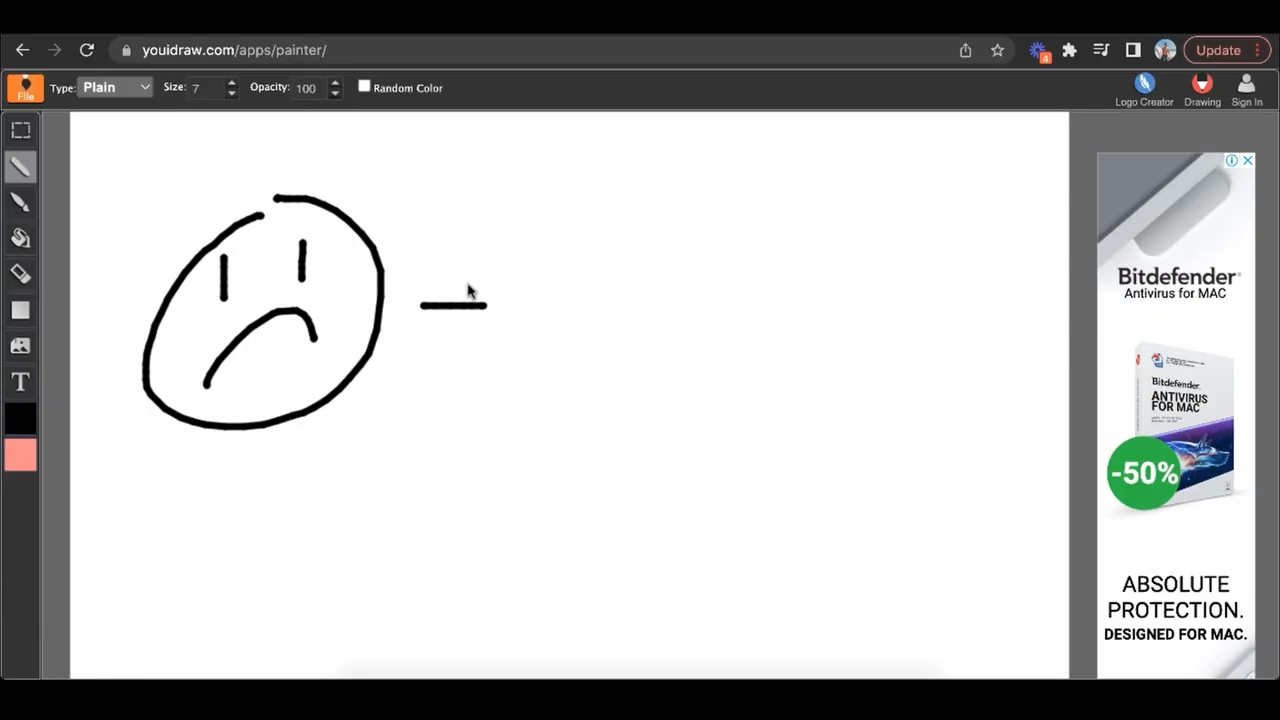 youidraw.com/apps/painter/
4
Update
File
Type: Plain
Size: 7
Opacity: 100
Random Color
Logo Creator
Drawing
Sign In
T
Bitdefender
Antivirus for MAC
Bitdefender
ANTIVIRUS
FOR MAC
-50%
ABSOLUTE
PROTECTION.
DESIGNED FOR MAC.